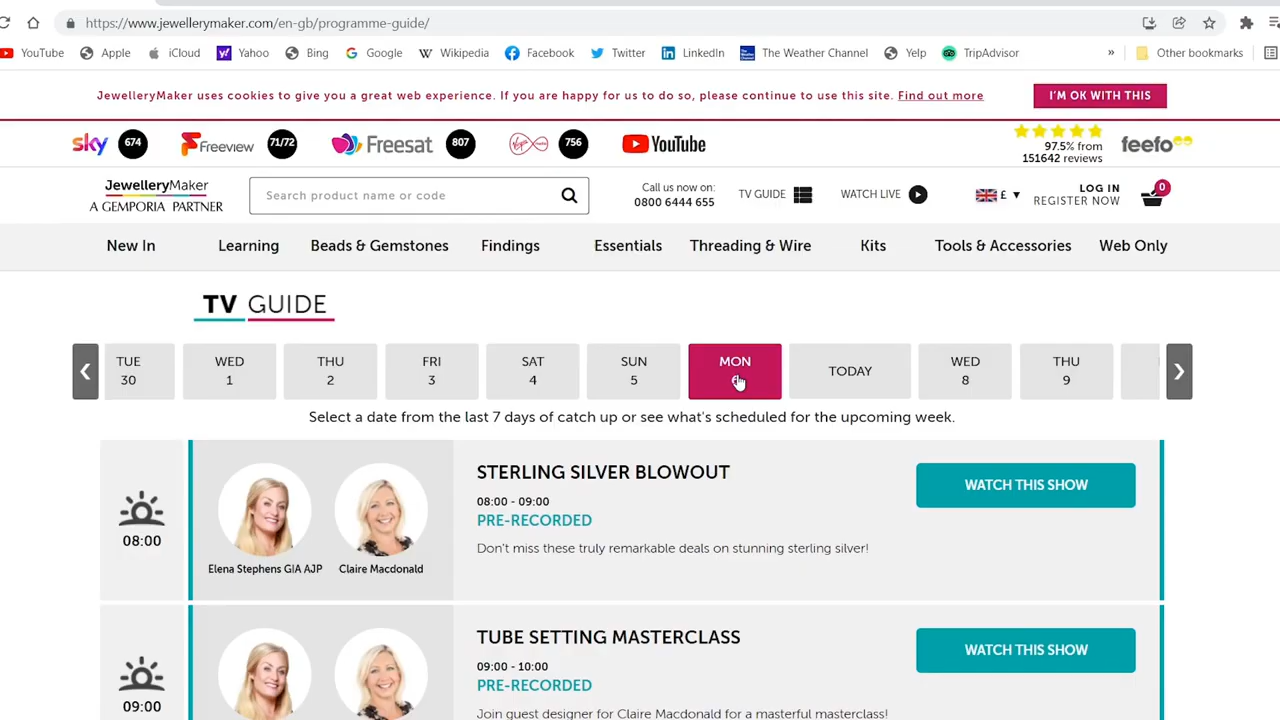 https://www.jewellerymaker.com/en-gb/programme-guide/
YouTube Apple iCloud Yahoo Bing Google Wikipedia Facebook Twitter LinkedIn The Weather Channel Yelp TripAdvisor » Other bookmarks
JewelleryMaker uses cookies to give you a great web experience. If you are happy for us to do so, please continue to use this site. Find out more
I'M OK WITH THIS
sky 674 Freeview 71/72 Freesat 807 Virgin 756 YouTube
97.5% from
151642 reviews
feefo
JewelleryMaker
A GEMPORIA PARTNER
Search product name or code
Call us now on:
0800 6444 655
TV GUIDE
WATCH LIVE
£ ▼
LOG IN
REGISTER NOW
0
New In Learning Beads & Gemstones Findings Essentials Threading & Wire Kits Tools & Accessories Web Only
TV GUIDE
TUE
30
WED
1
THU
2
FRI
3
SAT
4
SUN
5
MON
TODAY
WED
8
THU
9
Select a date from the last 7 days of catch up or see what's scheduled for the upcoming week.
08:00
Elena Stephens GIA AJP
Claire Macdonald
STERLING SILVER BLOWOUT
08:00 - 09:00
PRE-RECORDED
Don't miss these truly remarkable deals on stunning sterling silver!
WATCH THIS SHOW
09:00
TUBE SETTING MASTERCLASS
09:00 - 10:00
PRE-RECORDED
Join guest designer for Claire Macdonald for a masterful masterclass!
WATCH THIS SHOW